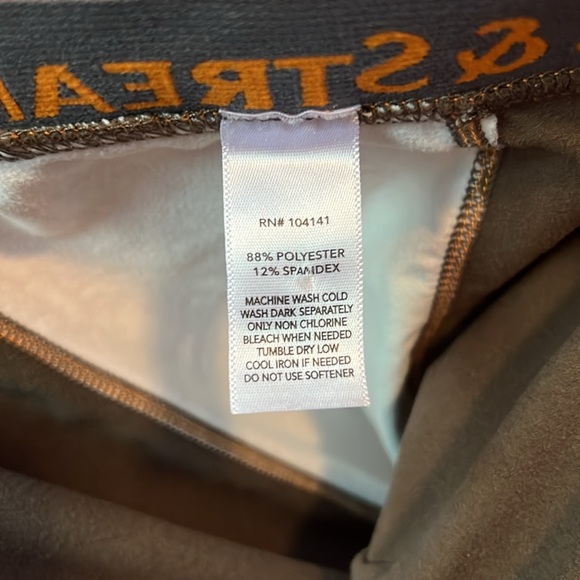 & STREA
RN# 104141
88% POLYESTER
12% SPANDEX
MACHINE WASH COLD
WASH DARK SEPARATELY
ONLY NON CHLORINE
BLEACH WHEN NEEDED
TUMBLE DRY LOW
COOL IRON IF NEEDED
DO NOT USE SOFTENER